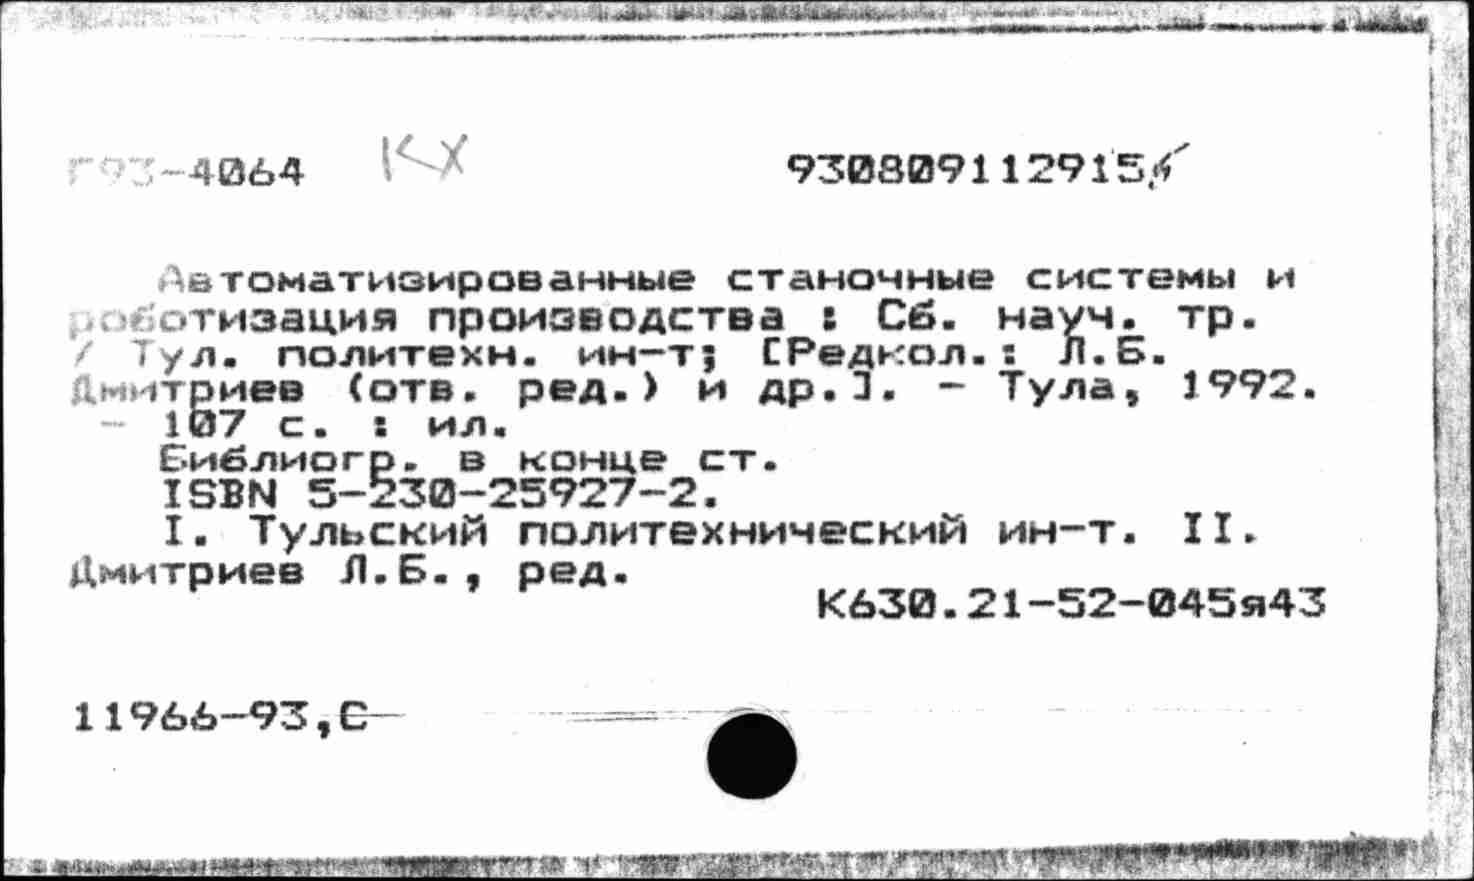 Г93-4064 КХ 930809112915
Автоматизированные станочные системы и
роботизация производства : Сб. науч. тр.
/ Тул. политехн. ин-т; [Редкол.: Л.Б.
Дмитриев (отв. ред.) и др.]. - Тула, 1992.
- 107 с. : ил.
Библиогр. в конце ст.
ISBN 5-230-25927-2.
I. Тульский политехнический ин-т. II.
Дмитриев Л.Б., ред.
К630.21-52-045я43
11966-93,С